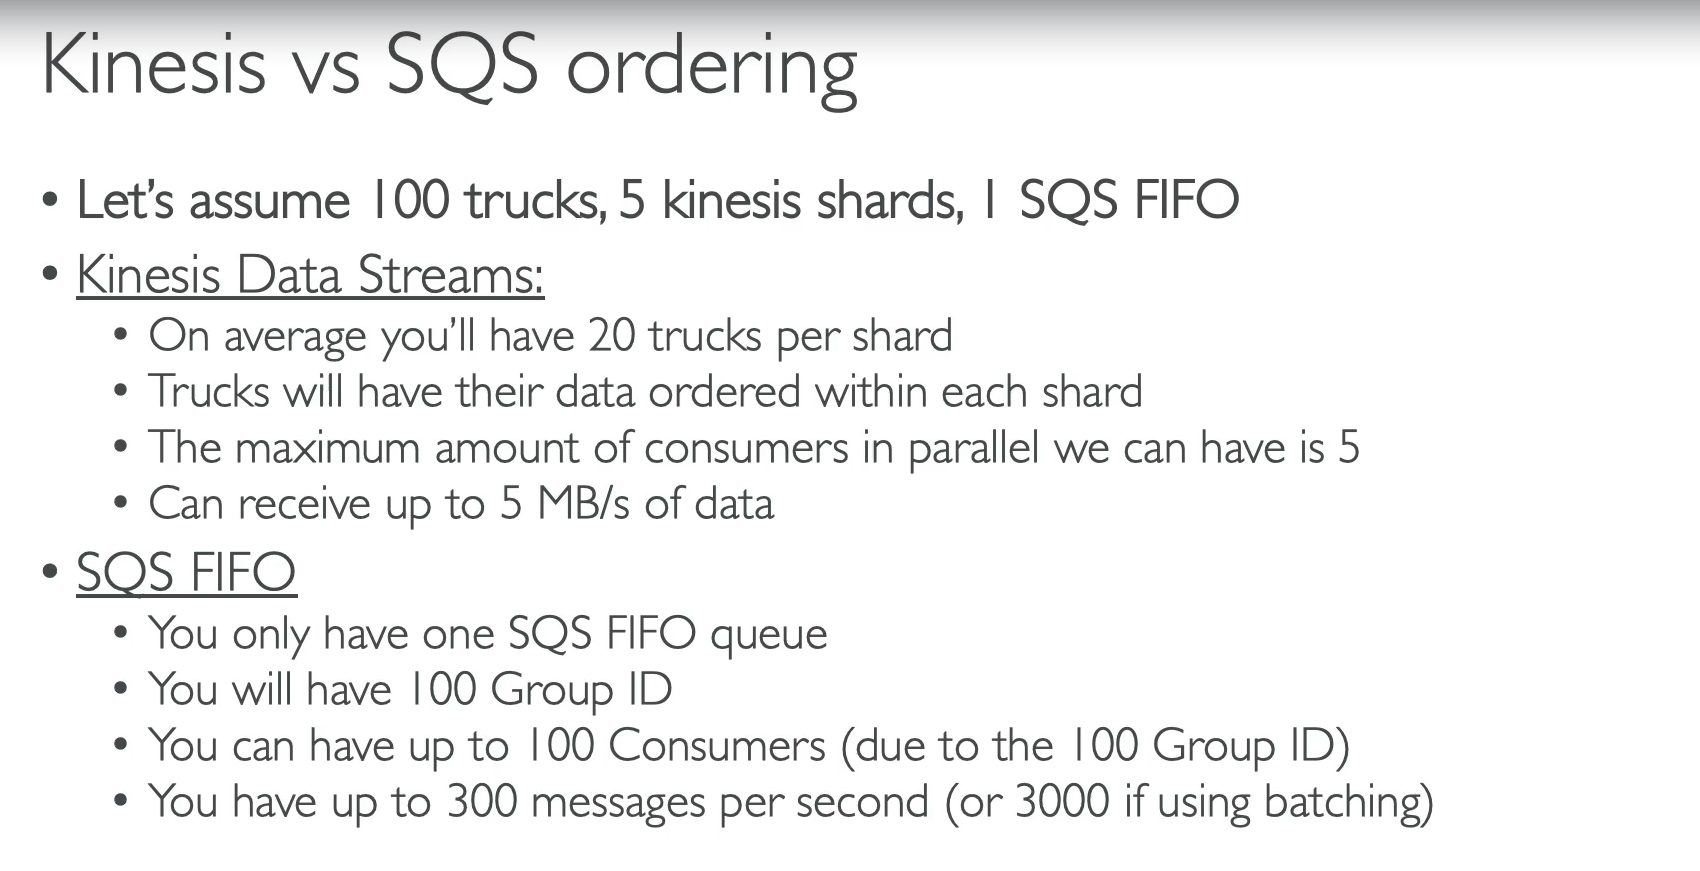 Kinesis vs SQS ordering
• Let’s assume 100 trucks, 5 kinesis shards, 1 SQS FIFO
• Kinesis Data Streams:
• On average you’ll have 20 trucks per shard
• Trucks will have their data ordered within each shard
• The maximum amount of consumers in parallel we can have is 5
• Can receive up to 5 MB/s of data
• SQS FIFO
• You only have one SQS FIFO queue
• You will have 100 Group ID
• You can have up to 100 Consumers (due to the 100 Group ID)
• You have up to 300 messages per second (or 3000 if using batching)